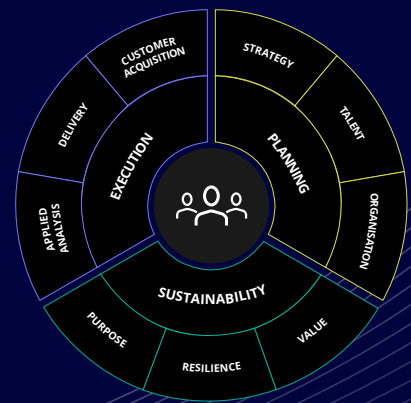 CUSTOMER
ACQUISITION
STRATEGY
DELIVERY
TALENT
EXECUTION
PLANNING
APPLIED
ANALYSIS
ORGANISATION
SUSTAINABILITY
PURPOSE
VALUE
RESILIENCE